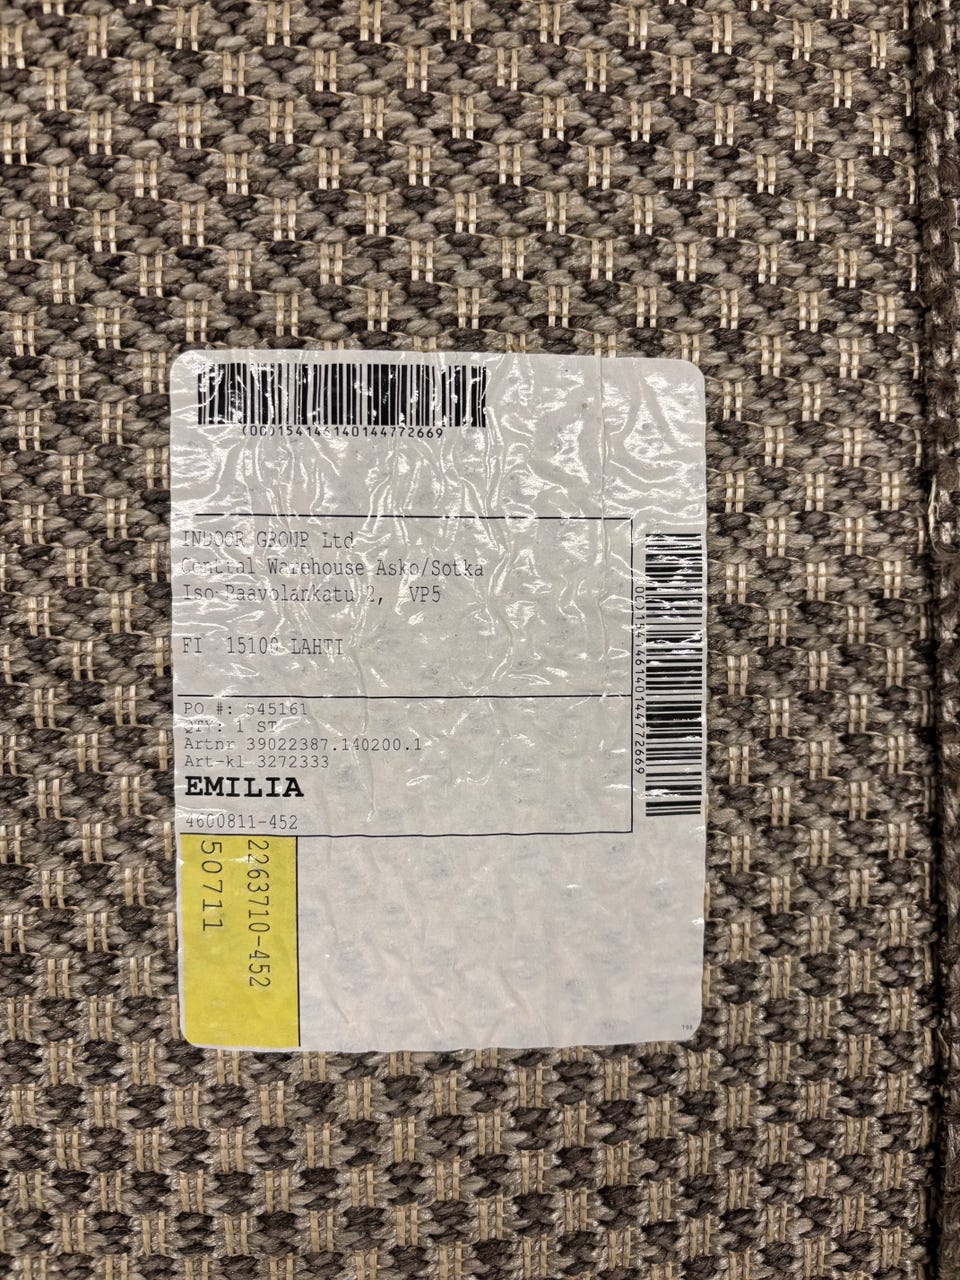 (00)154146140144772669
INDOOR GROUP Ltd
Central Warehouse Asko/Sotka
Iso-Paavolankatu 2, VP5
FI 15100 LAHTI
(00)154146140144772669
PO #: 545161
QTY: 1 ST
Artnr 39022387.140200.1
Art-kl 3272333
EMILIA
4600811-452
2263710-452
50711
198